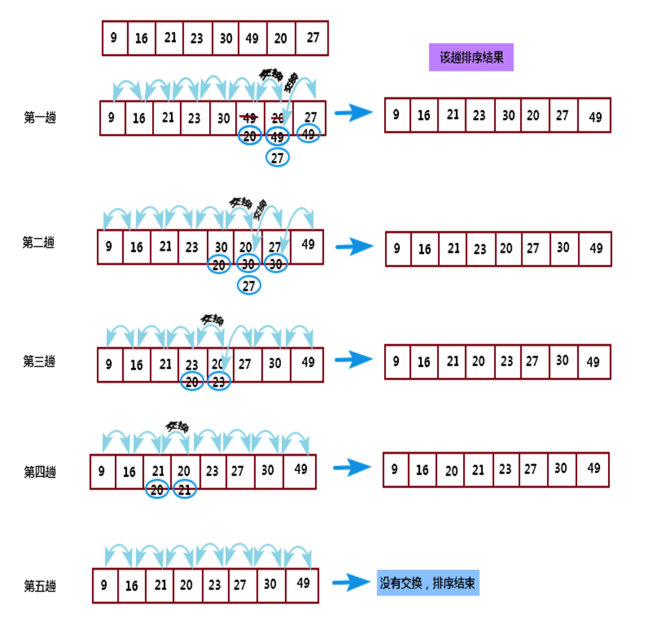 9 16 21 23 30 49 20 27
该趟排序结果
交换 交换
第一趟 9 16 21 23 30 49 20 27 9 16 21 23 30 20 27 49
20 49 49
27
交换 交换
第二趟 9 16 21 23 30 20 27 49 9 16 21 23 20 27 30 49
20 30 30
27
交换
第三趟 9 16 21 23 20 27 30 49 9 16 21 20 23 27 30 49
20 23
交换
第四趟 9 16 21 20 23 27 30 49 9 16 20 21 23 27 30 49
20 21
第五趟 9 16 21 20 23 27 30 49 没有交换，排序结束